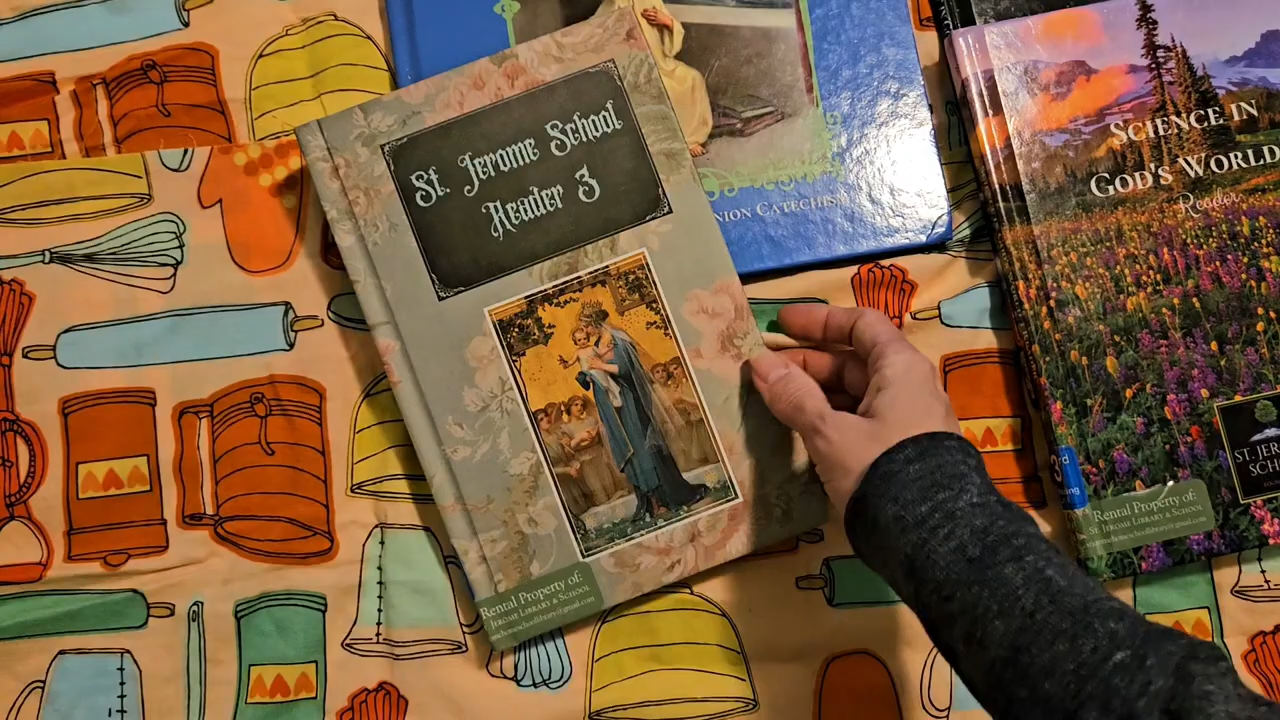 St. Jerome School
Reader 3
Rental Property of:
Jerome Library & School
NION CATECHISM
SCIENCE IN
GOD'S WORLD
Reader
3rd
ST. JER
SCH
Rental Property of:
St. Jerome Library & School